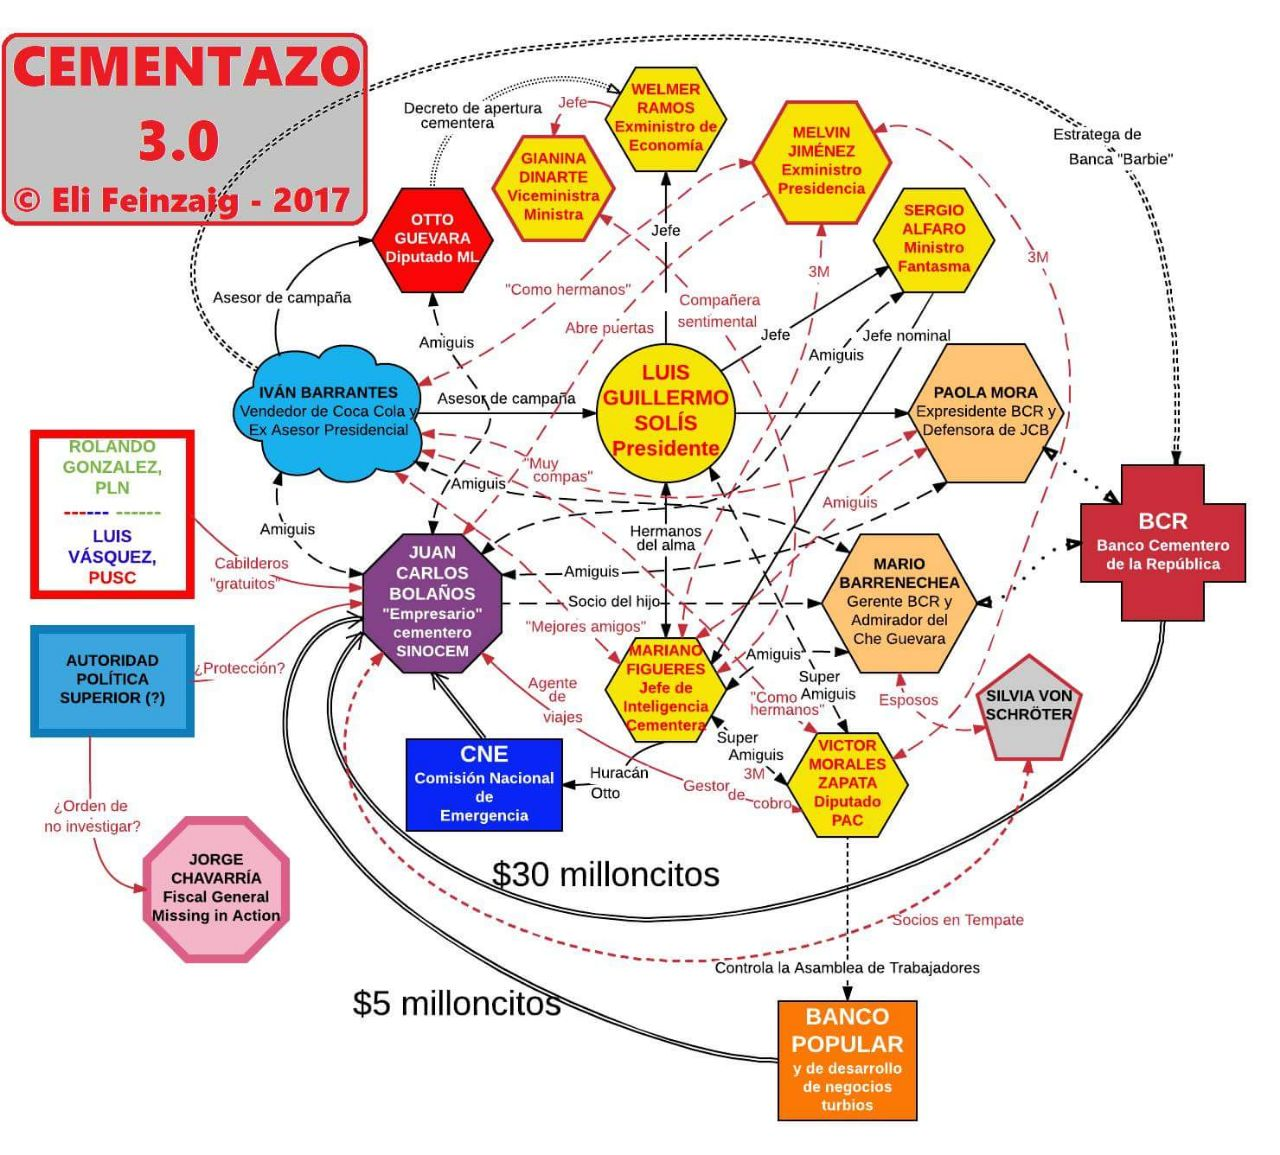 CEMENTAZO
3.0
© Eli Feinzaig - 2017
Decreto de apertura
cementera
Jefe
WELMER
RAMOS
Exministro de
Economía
GIANINA
DINARTE
Viceministra
Ministra
MELVIN
JIMÉNEZ
Exministro
Presidencia
Estratega de
Banca "Barbie"
OTTO
GUEVARA
Diputado ML
SERGIO
ALFARO
Ministro
Fantasma
Jefe
3M
3M
Asesor de campaña
"Como hermanos"
Compañera
sentimental
Abre puertas
Amiguis
Jefe
Amiguis
Jefe nominal
IVÁN BARRANTES
Vendedor de Coca Cola y
Ex Asesor Presidencial
Asesor de campaña
LUIS
GUILLERMO
SOLÍS
Presidente
PAOLA MORA
Expresidente BCR y
Defensora de JCB
ROLANDO
GONZALEZ,
PLN
------ ------
LUIS
VÁSQUEZ,
PUSC
"Muy
compas"
Amiguis
Amiguis
Amiguis
Hermanos
del alma
BCR
Banco Cementero
de la República
Cabilderos
"gratuitos"
JUAN
CARLOS
BOLAÑOS
"Empresario"
cementero
SINOCEM
Amiguis
Socio del hijo
"Mejores amigos"
MARIO
BARRENECHEA
Gerente BCR y
Admirador del
Che Guevara
AUTORIDAD
POLÍTICA
SUPERIOR (?)
¿Protección?
MARIANO
FIGUERES
Jefe de
Inteligencia
Cementera
Amiguis
Super
Amiguis
"Como
hermanos"
Esposos
SILVIA VON
SCHRÖTER
Agente
de
viajes
CNE
Comisión Nacional
de
Emergencia
Super
Amiguis
3M
Huracán
Otto
Gestor
de
cobro
VICTOR
MORALES
ZAPATA
Diputado
PAC
¿Orden de
no investigar?
JORGE
CHAVARRÍA
Fiscal General
Missing in Action
$30 milloncitos
Socios en Tempate
Controla la Asamblea de Trabajadores
$5 milloncitos
BANCO
POPULAR
y de desarrollo
de negocios
turbios